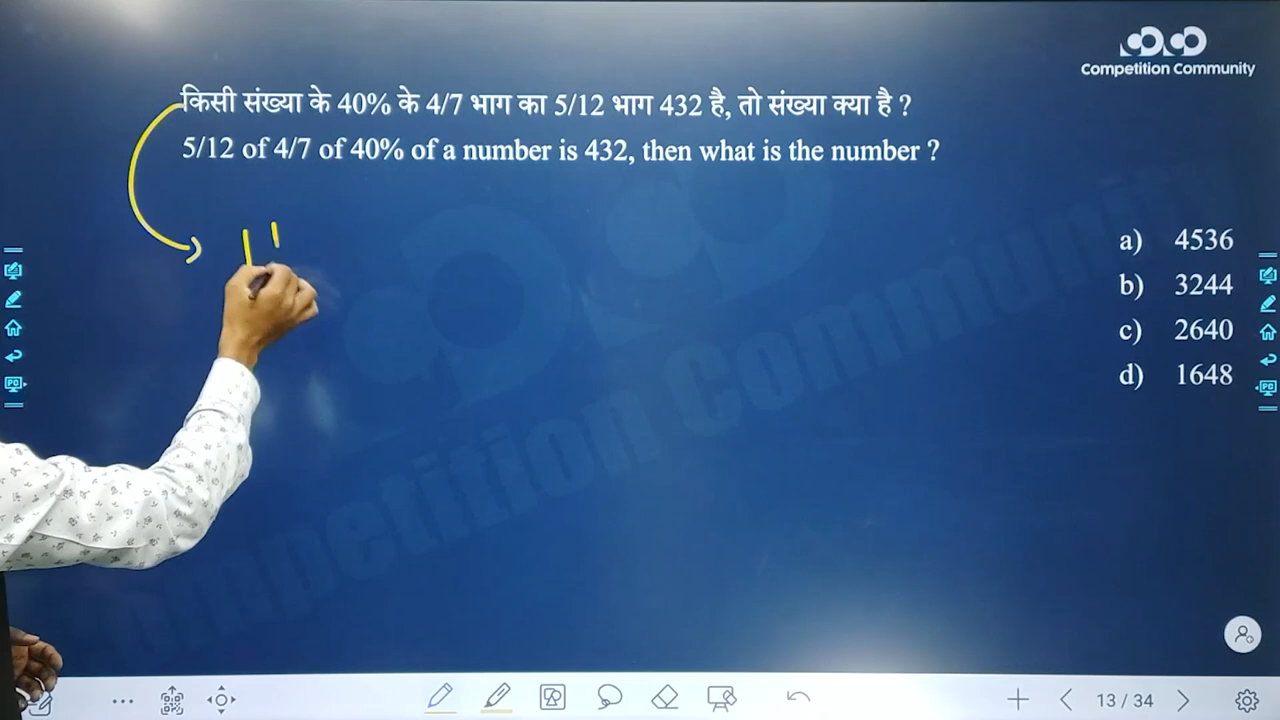 Competition Community
किसी संख्या के 40% के 4/7 भाग का 5/12 भाग 432 है, तो संख्या क्या है ?
5/12 of 4/7 of 40% of a number is 432, then what is the number ?
a) 4536
b) 3244
c) 2640
d) 1648
13 / 34